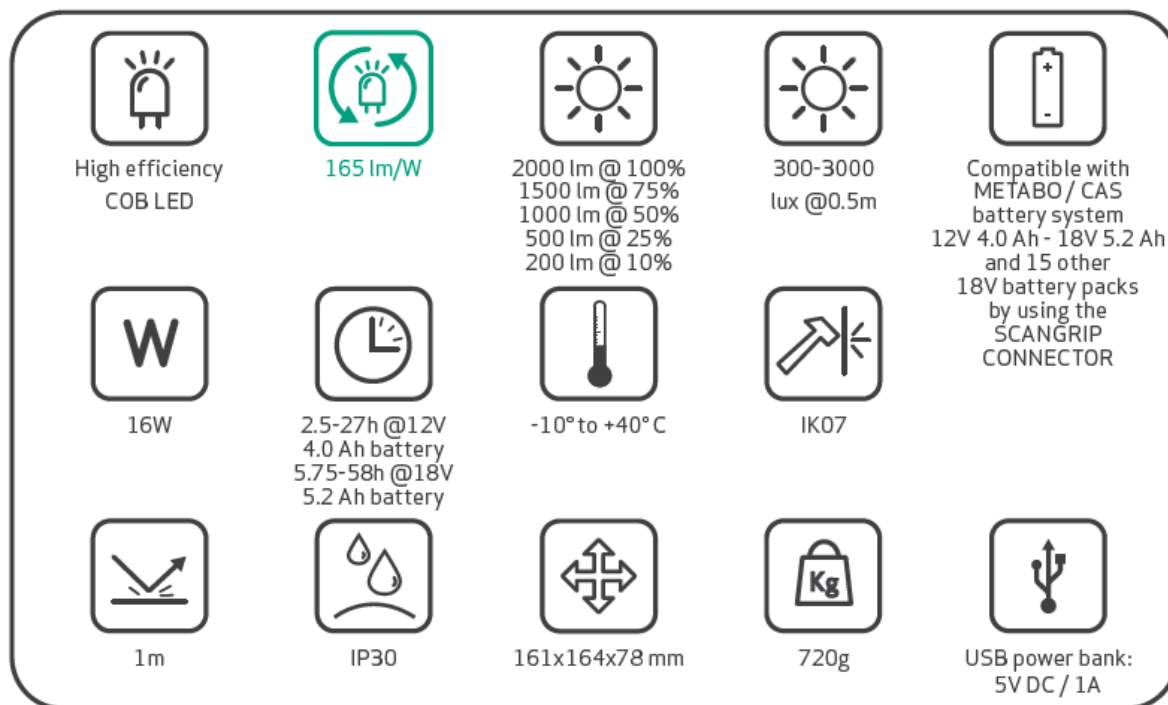 High efficiency
COB LED
165 lm/W
2000 lm @ 100%
1500 lm @ 75%
1000 lm @ 50%
500 lm @ 25%
200 lm @ 10%
300-3000
lux @0.5m
+
-
Compatible with
METABO / CAS
battery system
12V 4.0 Ah - 18V 5.2 Ah
and 15 other
18V battery packs
by using the
SCANGRIP
CONNECTOR
W
16W
2.5-27h @12V
4.0 Ah battery
5.75-58h @18V
5.2 Ah battery
-10° to +40° C
IK07
1m
IP30
161x164x78 mm
Kg
720g
USB power bank:
5V DC / 1A